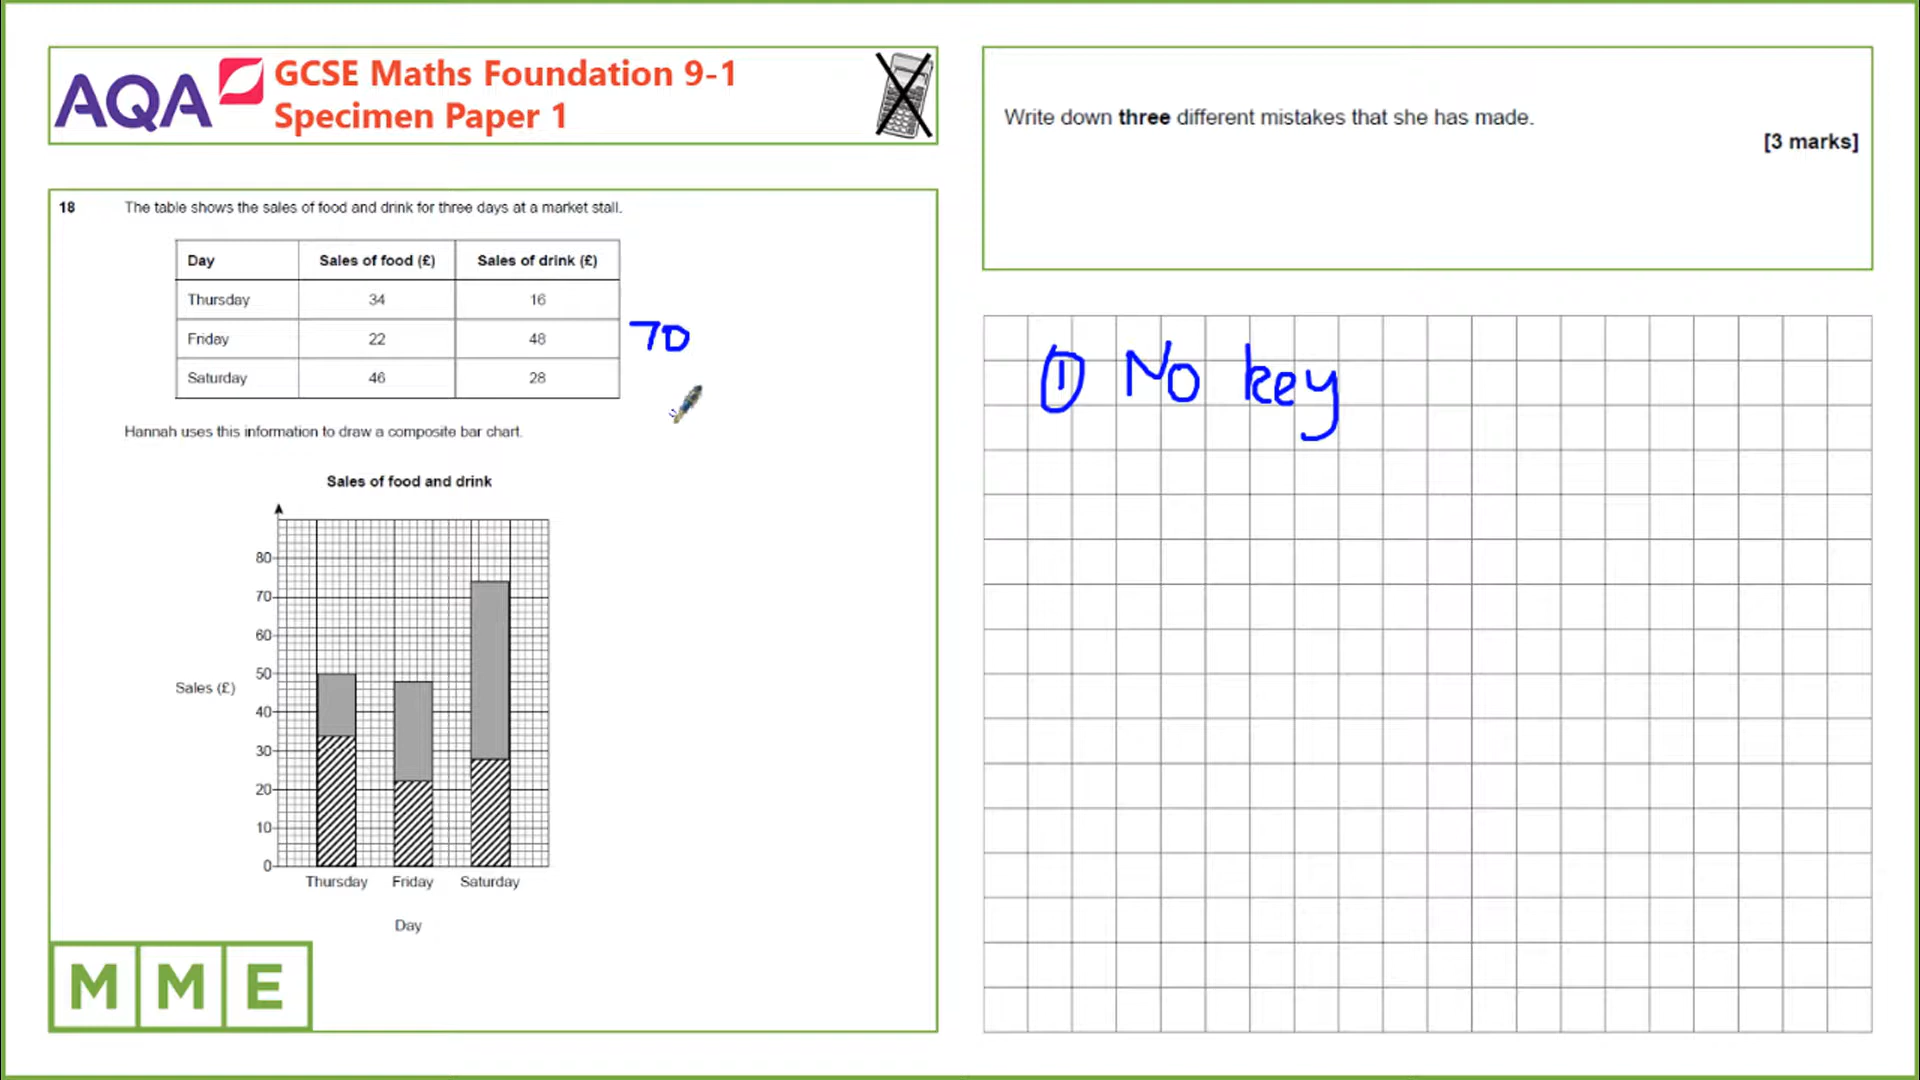 AQA GCSE Maths Foundation 9-1
Specimen Paper 1
18 The table shows the sales of food and drink for three days at a market stall.
Day Sales of food (£) Sales of drink (£)
Thursday 34 16
Friday 22 48 70
Saturday 46 28
Hannah uses this information to draw a composite bar chart.
Sales of food and drink
80
70
60
50
Sales (£)
40
30
20
10
0
Thursday Friday Saturday
Day
MME
Write down three different mistakes that she has made.
[3 marks]
① No key